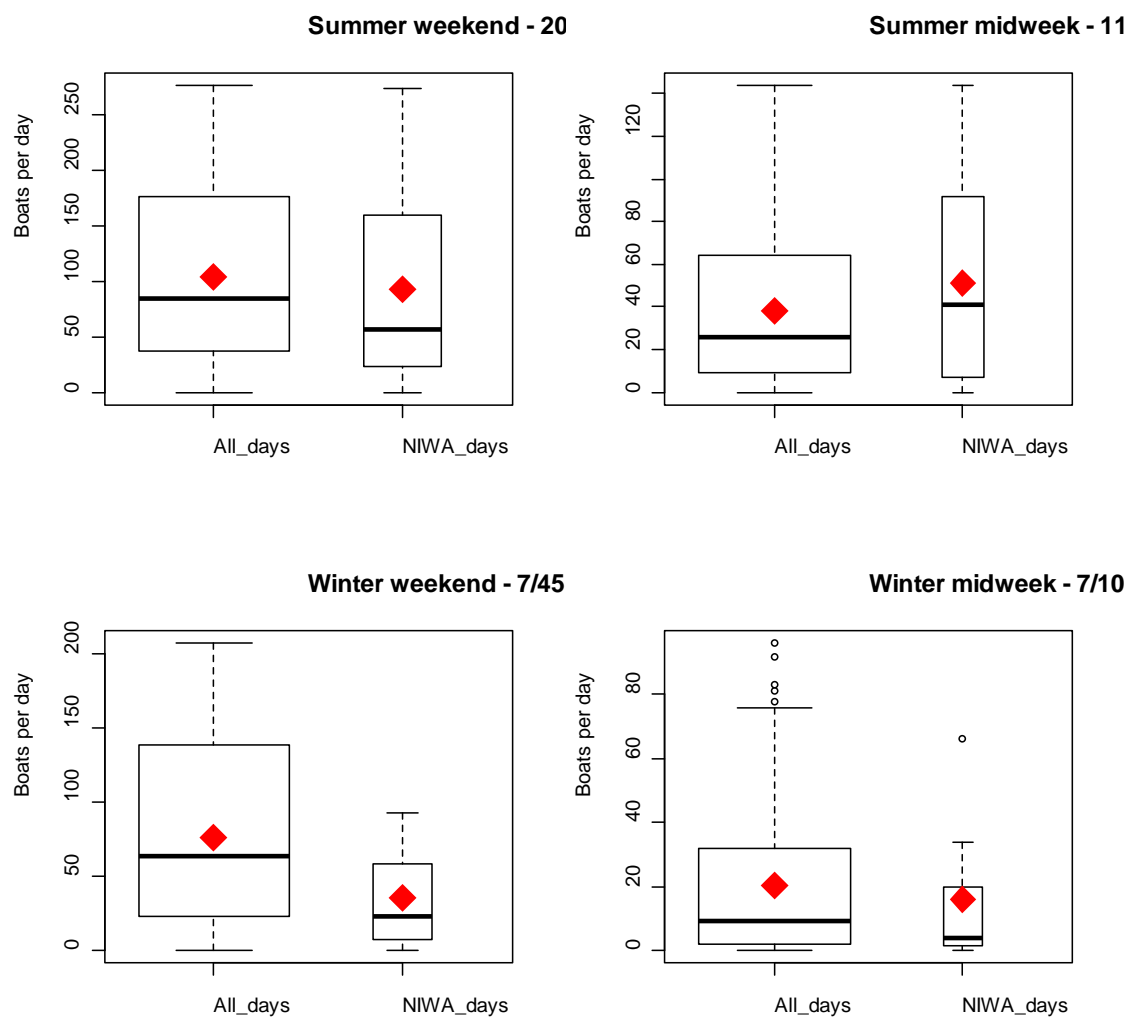 Summer weekend - 20
Summer midweek - 11
Boats per day
0 50 100 150 200 250
All_days NIWA_days
Boats per day
0 20 40 60 80 120
All_days NIWA_days
Winter weekend - 7/45
Winter midweek - 7/10
Boats per day
0 50 100 150 200
All_days NIWA_days
Boats per day
0 20 40 60 80
All_days NIWA_days